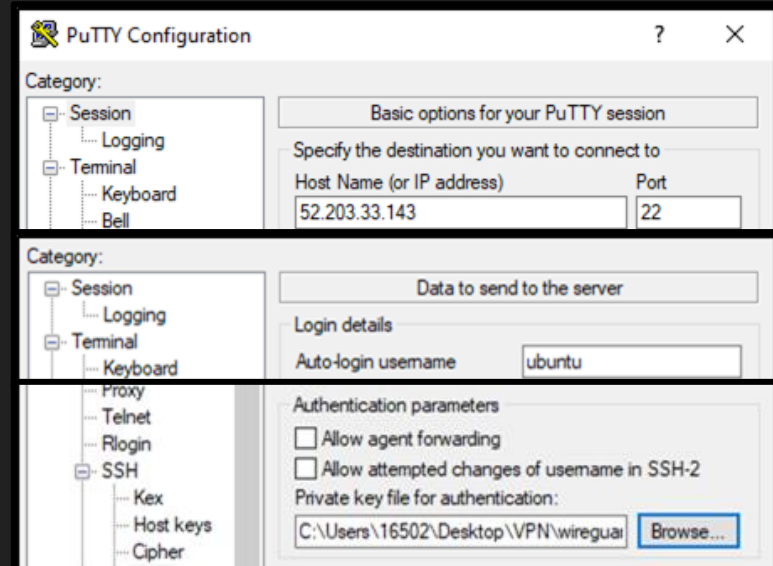 PuTTY Configuration ? ×
Category:
Session
Logging
Terminal
Keyboard
Bell
Basic options for your PuTTY session
Specify the destination you want to connect to
Host Name (or IP address) Port
52.203.33.143 22
Category:
Session
Logging
Terminal
Keyboard
Data to send to the server
Login details
Auto-login username ubuntu
Proxy
Telnet
Rlogin
SSH
Kex
Host keys
Cipher
Authentication parameters
Allow agent forwarding
Allow attempted changes of username in SSH-2
Private key file for authentication:
C:\Users\16502\Desktop\VPN\wireguar Browse...